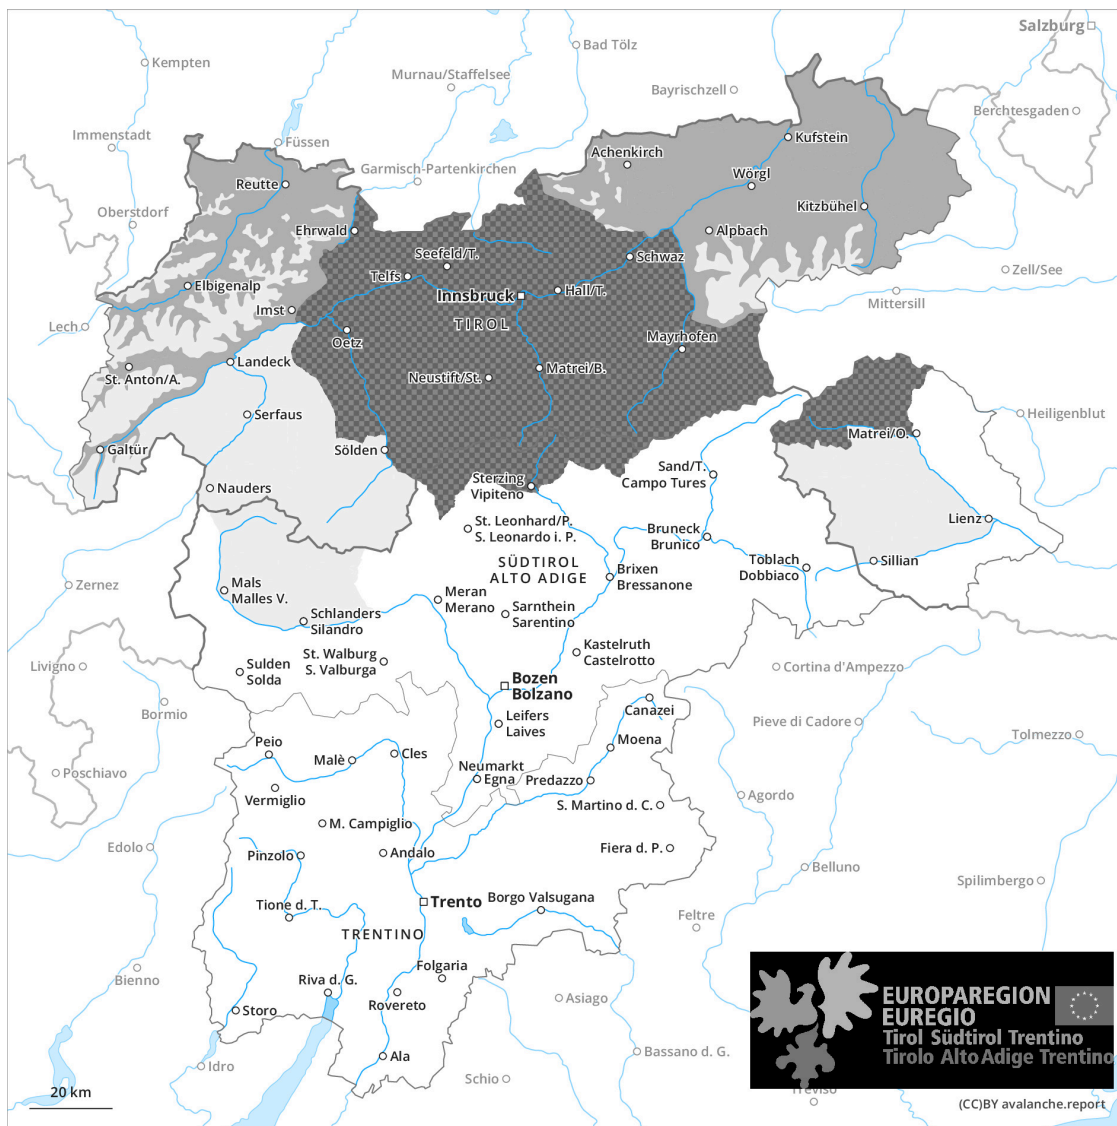 Salzburg
Bad Tölz
Kempten
Murnau/Staffelsee
Bayrischzell
Berchtesgaden
Immenstadt
Füssen
Kufstein
Achenkirch
Garmisch-Partenkirchen
Wörgl
Reutte
Kitzbühel
Oberstdorf
Ehrwald
Alpbach
Seefeld/T.
Schwaz
Telfs
Zell/See
Elbigenalp
Innsbruck
Hall/T.
Mittersill
Imst
TIROL
Lech
Oetz
Mayrhofen
Landeck
Matrei/B.
St. Anton/A.
Neustift/St.
Serfaus
Heiligenblut
Matrei/O.
Galtür
Sölden
Sand/T.
Campo Tures
Sterzing
Vipiteno
Nauders
St. Leonhard/P.
S. Leonardo i. P.
Lienz
Bruneck
Brunico
SÜDTIROL
ALTO ADIGE
Toblach
Dobbiaco
Sillian
Brixen
Bressanone
Zernez
Mals
Malles V.
Meran
Merano
Schlanders
Silandro
Sarnthein
Sarentino
St. Walburg
S. Valburga
Kastelruth
Castelrotto
Livigno
Sulden
Solda
Cortina d'Ampezzo
Bozen
Bolzano
Bormio
Canazei
Leifers
Laives
Pieve di Cadore
Tolmezzo
Peio
Moena
Malè
Cles
Neumarkt
Egna
Predazzo
Poschiavo
Vermiglio
S. Martino d. C.
Agordo
M. Campiglio
Edolo
Pinzolo
Andalo
Fiera d. P.
Belluno
Spilimbergo
Tione d. T.
Trento
Borgo Valsugana
Feltre
TRENTINO
Bienno
Folgaria
Riva d. G.
Rovereto
Asiago
Storo
EUROPAREGION
EUREGIO
Tirol Südtirol Trentino
Tirolo Alto Adige Trentino
Ala
Bassano d. G.
Idro
Schio
Treviso
20 km
(CC)BY avalanche.report